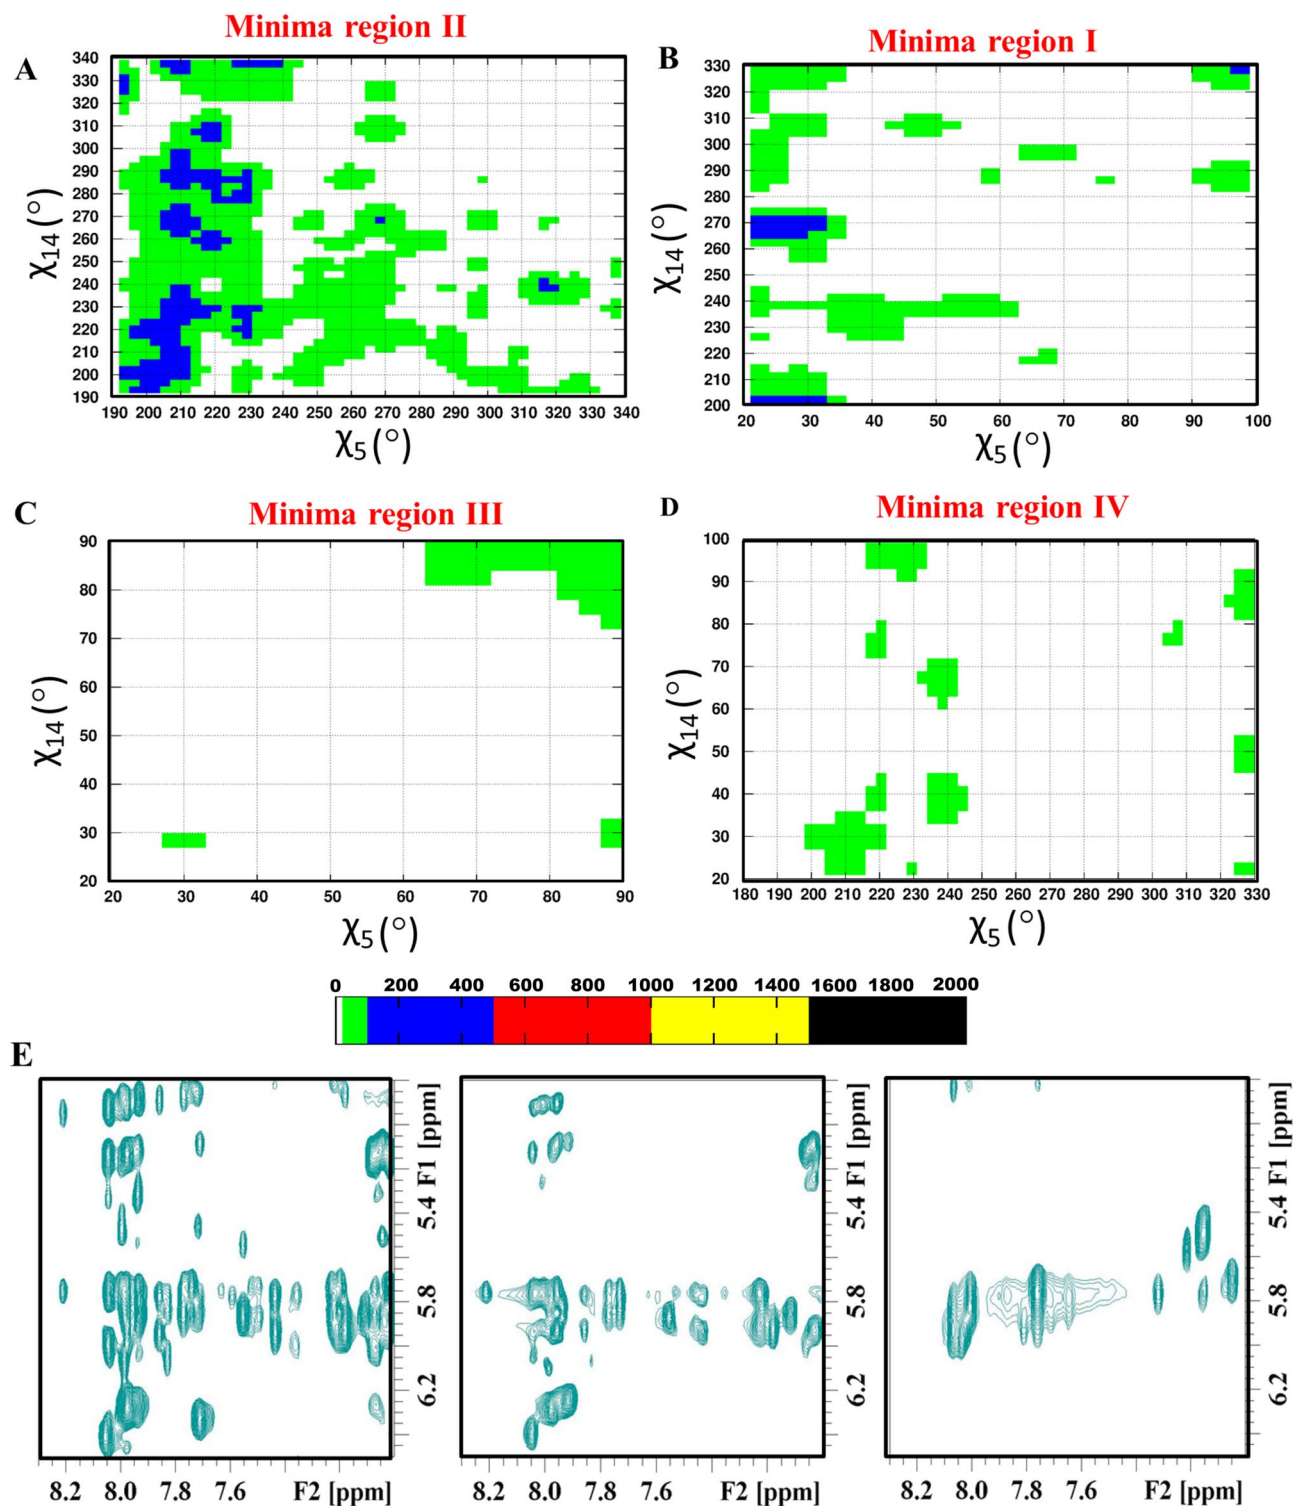 Minima region II
A
340
330
320
310
300
290
280
270
260
250
240
230
220
210
200
190
190 200 210 220 230 240 250 260 270 280 290 300 310 320 330 340
χ14 (°)
χ5 (°)
Minima region I
B
330
320
310
300
290
280
270
260
250
240
230
220
210
200
20 30 40 50 60 70 80 90 100
χ14 (°)
χ5 (°)
Minima region III
C
90
80
70
60
50
40
30
20
20 30 40 50 60 70 80 90
χ14 (°)
χ5 (°)
Minima region IV
D
100
90
80
70
60
50
40
30
20
180 190 200 210 220 230 240 250 260 270 280 290 300 310 320 330
χ14 (°)
χ5 (°)
0 200 400 600 800 1000 1200 1400 1600 1800 2000
E
5.4 F1 [ppm]
5.8
6.2
8.2 8.0 7.8 7.6 F2 [ppm]
5.4 F1 [ppm]
5.8
6.2
8.2 8.0 7.8 7.6 F2 [ppm]
5.4 F1 [ppm]
5.8
6.2
8.2 8.0 7.8 7.6 F2 [ppm]